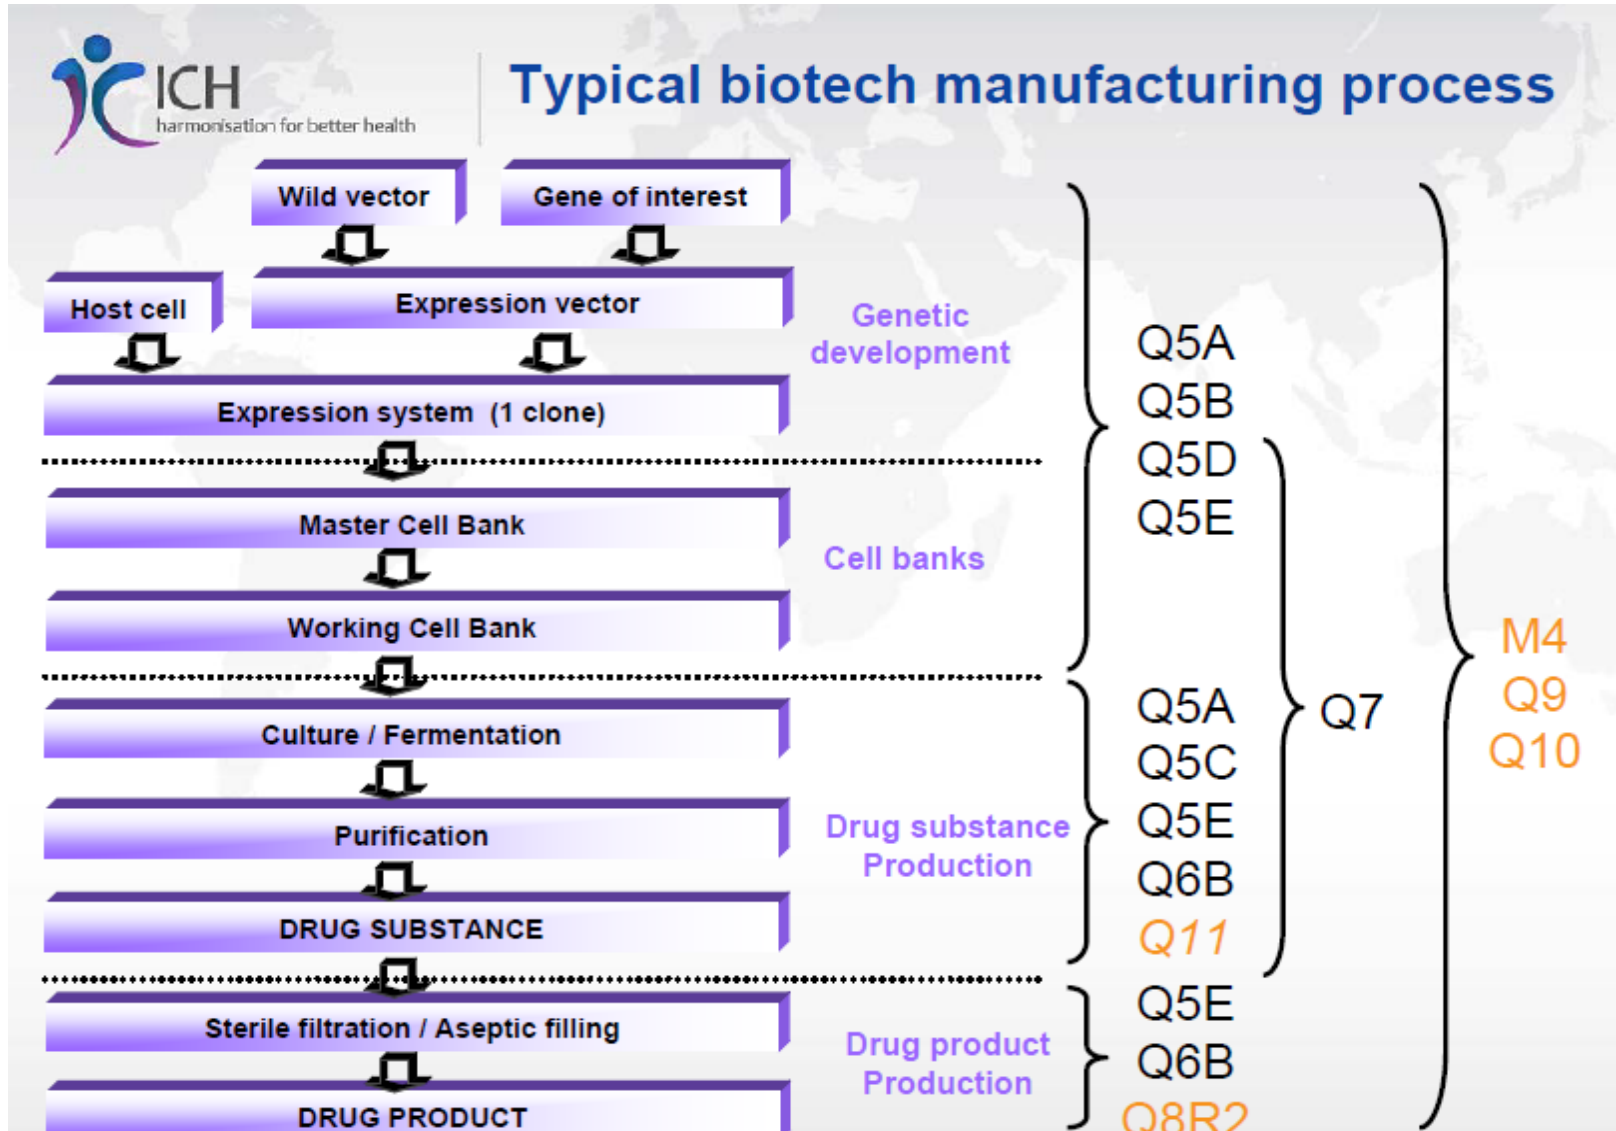 ICH
harmonisation for better health
Typical biotech manufacturing process
Wild vector
Gene of interest
Host cell
Expression vector
Expression system (1 clone)
Genetic
development
Master Cell Bank
Working Cell Bank
Cell banks
Q5A
Q5B
Q5D
Q5E
Culture / Fermentation
Purification
DRUG SUBSTANCE
Drug substance
Production
Q5A
Q5C
Q5E
Q6B
Q11
Q7
Sterile filtration / Aseptic filling
DRUG PRODUCT
Drug product
Production
Q5E
Q6B
Q8R2
M4
Q9
Q10